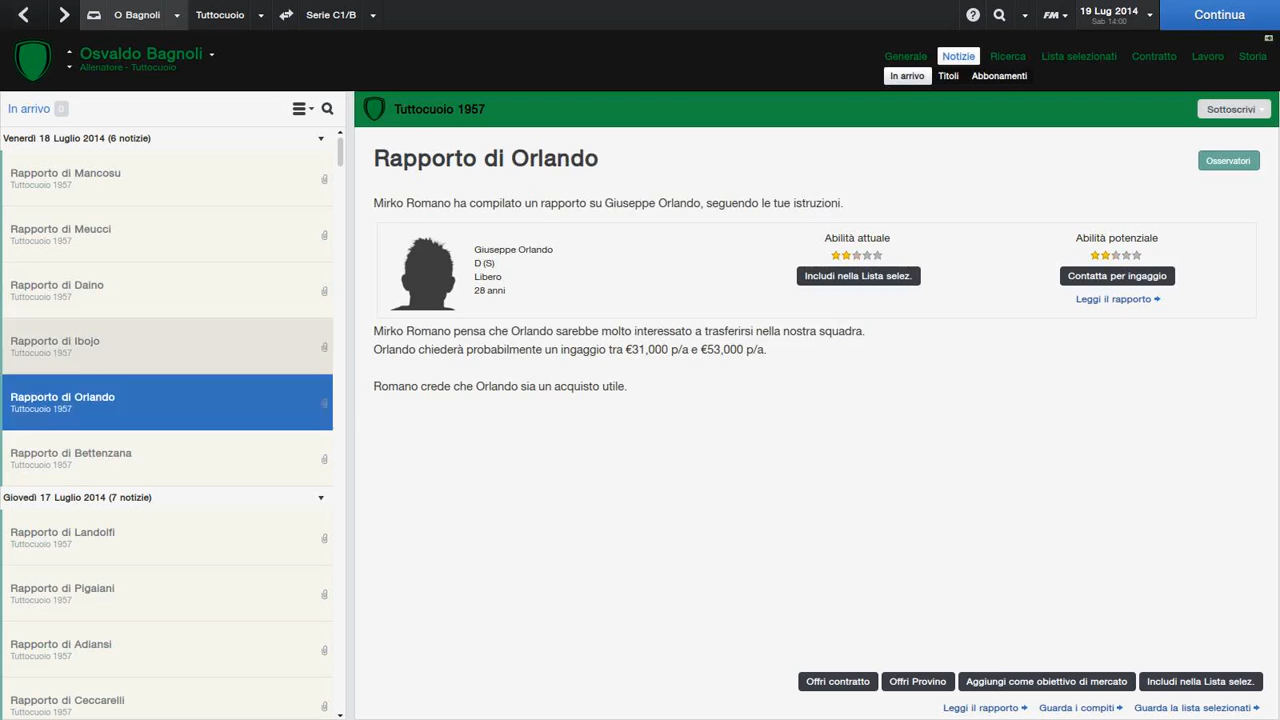 O Bagnoli
Tuttocuoio
Serie C1/B
FM
19 Lug 2014
Sab 14:00
Continua
Osvaldo Bagnoli
Allenatore - Tuttocuoio
Generale
Notizie
Ricerca
Lista selezionati
Contratto
Lavoro
Storia
In arrivo
Titoli
Abbonamenti
In arrivo 0
Venerdì 18 Luglio 2014 (6 notizie)
Rapporto di Mancosu
Tuttocuoio 1957
Rapporto di Meucci
Tuttocuoio 1957
Rapporto di Daino
Tuttocuoio 1957
Rapporto di Ibojo
Tuttocuoio 1957
Rapporto di Orlando
Tuttocuoio 1957
Rapporto di Bettenzana
Tuttocuoio 1957
Giovedì 17 Luglio 2014 (7 notizie)
Rapporto di Landolfi
Tuttocuoio 1957
Rapporto di Pigaiani
Tuttocuoio 1957
Rapporto di Adiansi
Tuttocuoio 1957
Rapporto di Ceccarelli
Tuttocuoio 1957
Tuttocuoio 1957
Sottoscrivi
Rapporto di Orlando
Osservatori
Mirko Romano ha compilato un rapporto su Giuseppe Orlando, seguendo le tue istruzioni.
Giuseppe Orlando
D (S)
Libero
28 anni
Abilità attuale
Includi nella Lista selez.
Abilità potenziale
Contatta per ingaggio
Leggi il rapporto
Mirko Romano pensa che Orlando sarebbe molto interessato a trasferirsi nella nostra squadra.
Orlando chiederà probabilmente un ingaggio tra €31,000 p/a e €53,000 p/a.
Romano crede che Orlando sia un acquisto utile.
Offri contratto
Offri Provino
Aggiungi come obiettivo di mercato
Includi nella Lista selez.
Leggi il rapporto
Guarda i compiti
Guarda la lista selezionati